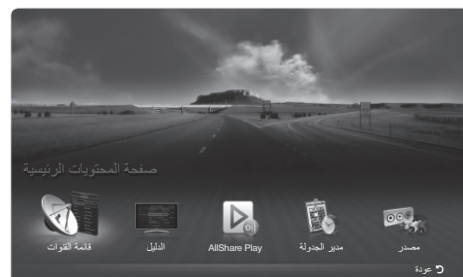 صفحة المحتويات الرئيسية
قائمة القنوات
الدليل
AllShare Play
مدير الجدولة
مصدر
عودة